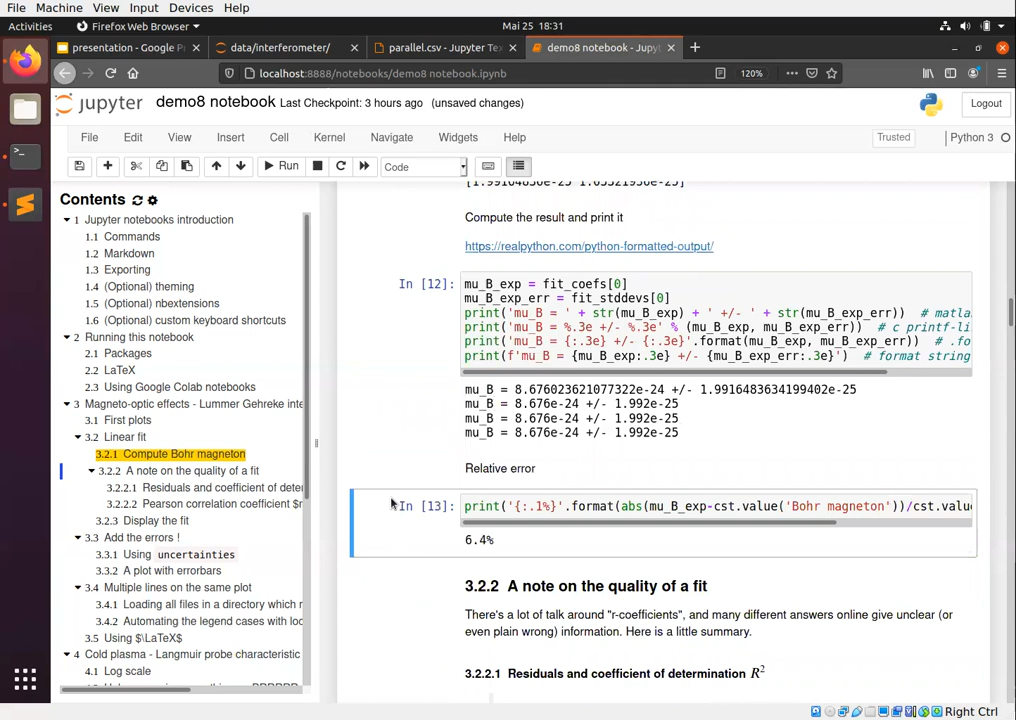 File Machine View Input Devices Help
Activities Firefox Web Browser Mai 25 18:31
presentation - Google P data/interferometer/ parallel.csv - Jupyter Te demo8 notebook - Jupyt
localhost:8888/notebooks/demo8 notebook.ipynb 120%
jupyter demo8 notebook Last Checkpoint: 3 hours ago (unsaved changes) Logout
File Edit View Insert Cell Kernel Navigate Widgets Help Trusted Python 3
Run Code
Contents
1 Jupyter notebooks introduction
1.1 Commands
1.2 Markdown
1.3 Exporting
1.4 (Optional) theming
1.5 (Optional) nbextensions
1.6 (Optional) custom keyboard shortcuts
2 Running this notebook
2.1 Packages
2.2 LaTeX
2.3 Using Google Colab notebooks
3 Magneto-optic effects - Lummer Gehreke inte
3.1 First plots
3.2 Linear fit
3.2.1 Compute Bohr magneton
3.2.2 A note on the quality of a fit
3.2.2.1 Residuals and coefficient of deter
3.2.2.2 Pearson correlation coefficient $r
3.2.3 Display the fit
3.3 Add the errors !
3.3.1 Using uncertainties
3.3.2 A plot with errorbars
3.4 Multiple lines on the same plot
3.4.1 Loading all files in a directory which r
3.4.2 Automating the legend cases with loc
3.5 Using $\LaTeX$
4 Cold plasma - Langmuir probe characteristic
4.1 Log scale
Compute the result and print it
https://realpython.com/python-formatted-output/
In [12]: mu_B_exp = fit_coefs[0]
mu_B_exp_err = fit_stddevs[0]
print('mu_B = ' + str(mu_B_exp) + ' +/- ' + str(mu_B_exp_err)) # matla
print('mu_B = %.3e +/- %.3e' % (mu_B_exp, mu_B_exp_err)) # c printf-li
print('mu_B = {:.3e} +/- {:.3e}'.format(mu_B_exp, mu_B_exp_err)) # .fo
print(f'mu_B = {mu_B_exp:.3e} +/- {mu_B_exp_err:.3e}') # format string
mu_B = 8.676023621077322e-24 +/- 1.9916483634199402e-25
mu_B = 8.676e-24 +/- 1.992e-25
mu_B = 8.676e-24 +/- 1.992e-25
mu_B = 8.676e-24 +/- 1.992e-25
Relative error
In [13]: print('{:.1%}'.format(abs(mu_B_exp-cst.value('Bohr magneton'))/cst.value
6.4%
3.2.2 A note on the quality of a fit
There's a lot of talk around "r-coefficients", and many different answers online give unclear (or
even plain wrong) information. Here is a little summary.
3.2.2.1 Residuals and coefficient of determination R²
Right Ctrl